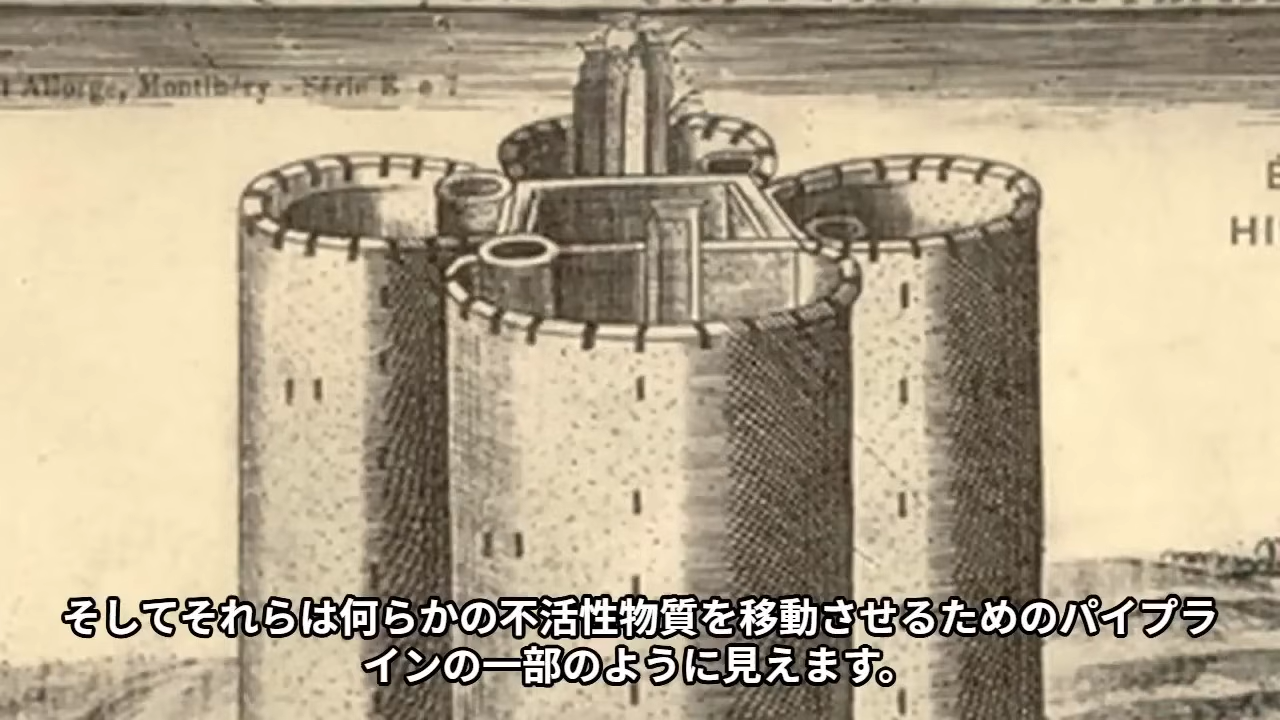 Allorge, Montlhéry - Série
HI
そしてそれらは何らかの不活性物質を移動させるためのパイプラ
インの一部のように見えます。